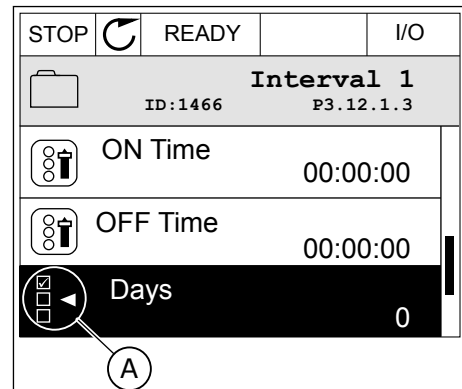 STOP READY I/O
Interval 1
ID:1466 P3.12.1.3
ON Time
00:00:00
OFF Time
00:00:00
Days
0
A